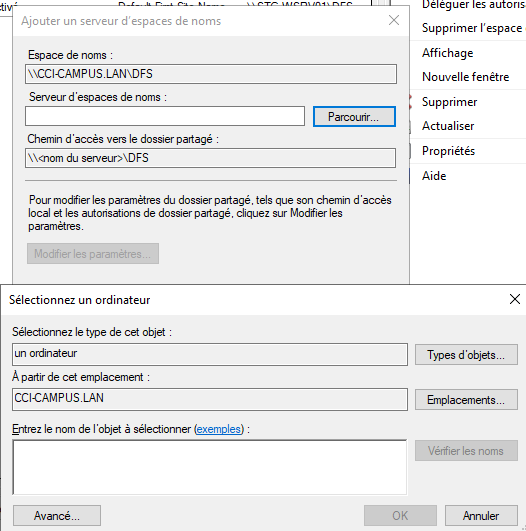 Ajouter un serveur d'espaces de noms
Espace de noms :
\\CCI-CAMPUS.LAN\DFS
Serveur d'espaces de noms :
Parcourir...
Chemin d'accès vers le dossier partagé :
\\<nom du serveur>\DFS
Pour modifier les paramètres du dossier partagé, tels que son chemin d'accès
local et les autorisations de dossier partagé, cliquez sur Modifier les
paramètres.
Modifier les paramètres...
Déléguer les autoris
Supprimer l'espace
Affichage
Nouvelle fenêtre
Supprimer
Actualiser
Propriétés
Aide
Sélectionnez un ordinateur
Sélectionnez le type de cet objet :
un ordinateur
Types d'objets...
À partir de cet emplacement :
CCI-CAMPUS.LAN
Emplacements...
Entrez le nom de l'objet à sélectionner (exemples) :
Vérifier les noms
Avancé...
OK
Annuler